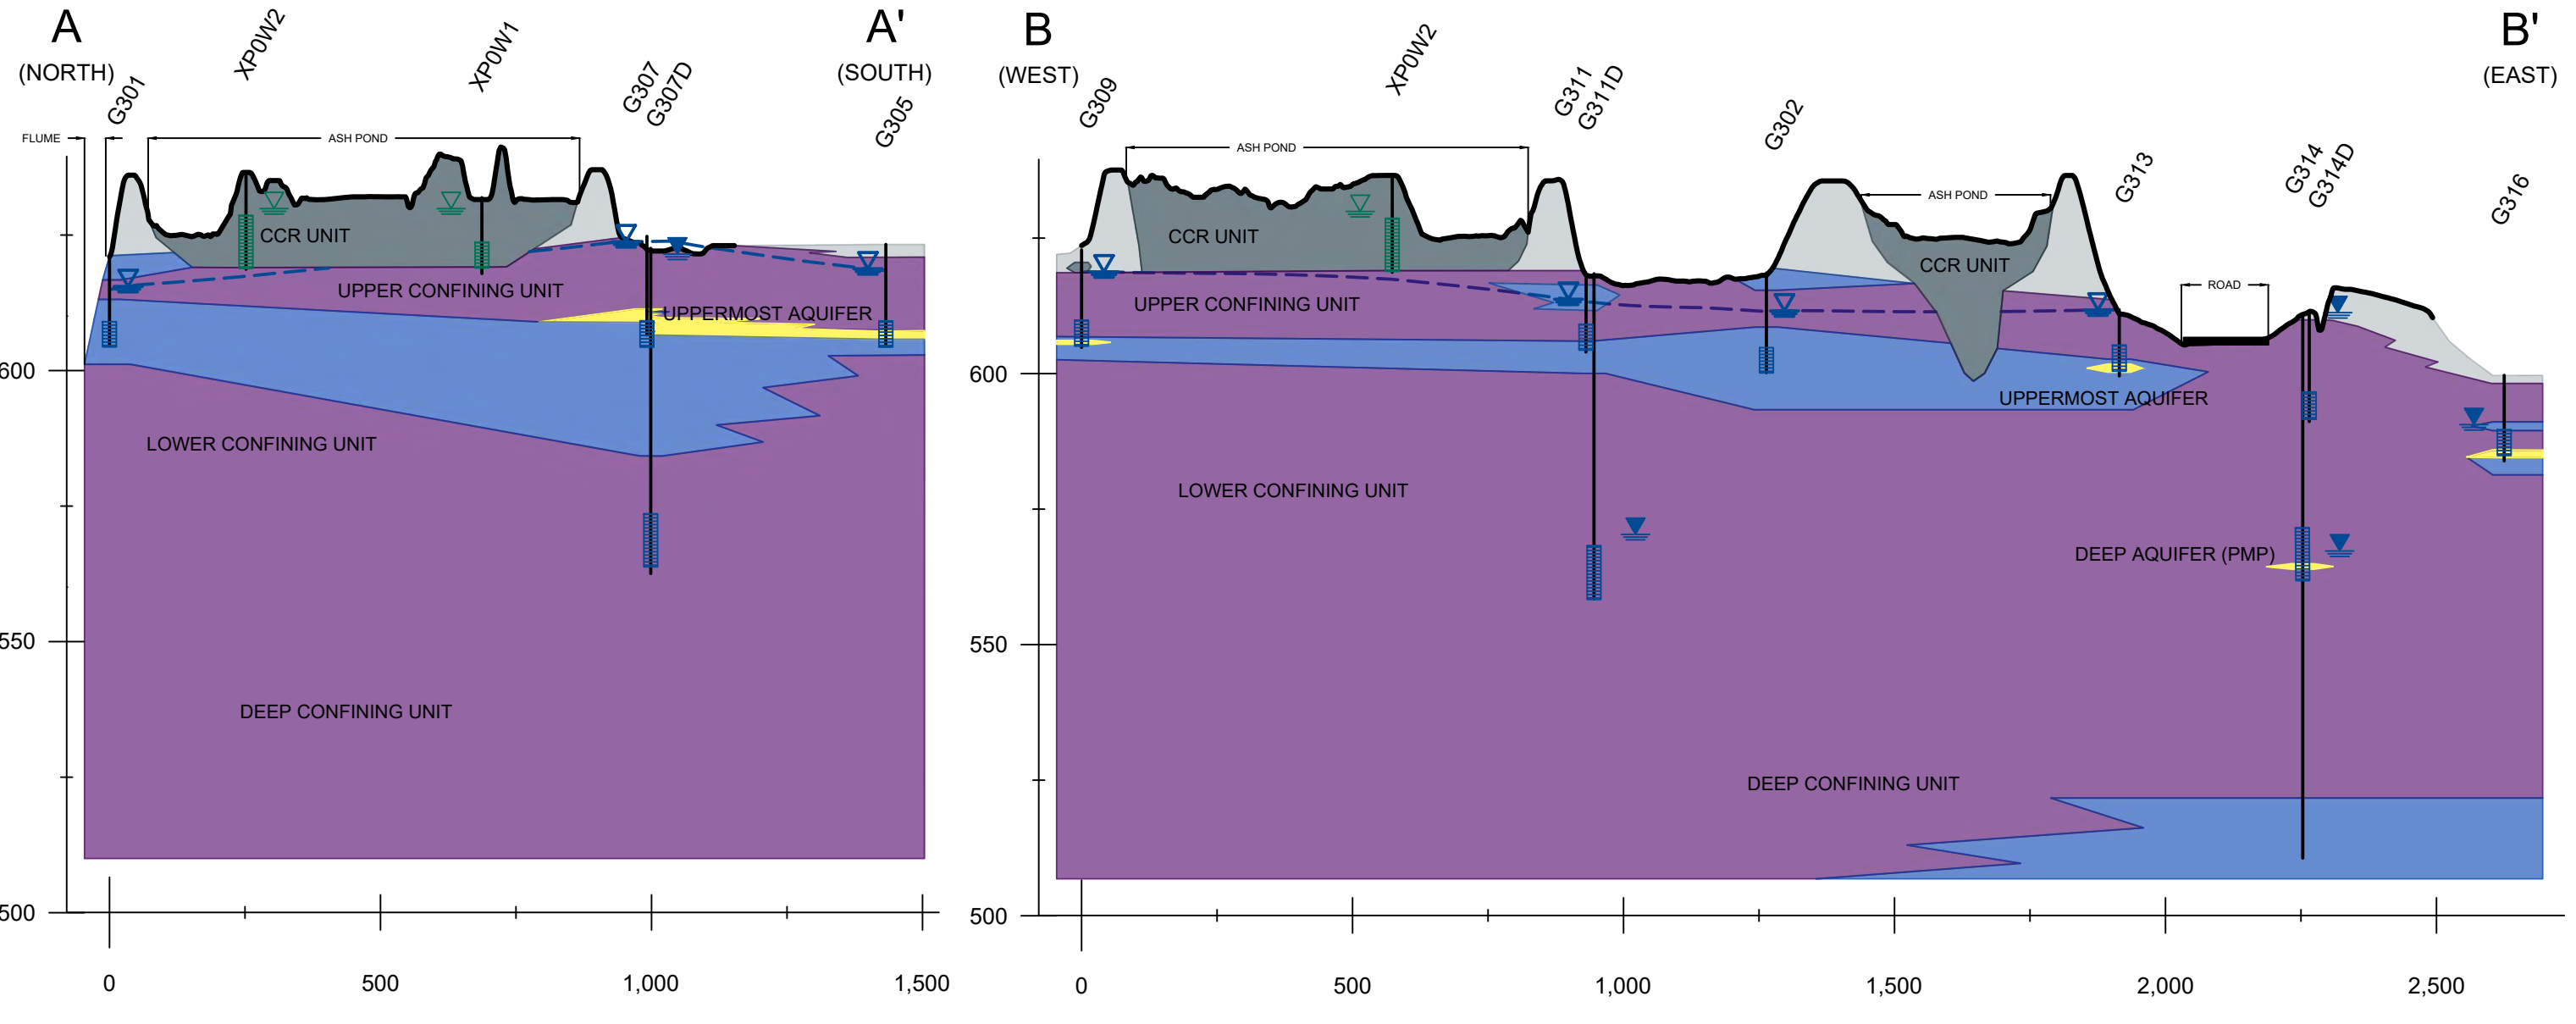 A
(NORTH)
G301
XP0W2
XP0W1
G307
G307D
A'
(SOUTH)
G305
FLUME
ASH POND
CCR UNIT
UPPER CONFINING UNIT
UPPERMOST AQUIFER
LOWER CONFINING UNIT
DEEP CONFINING UNIT
600
550
500
0
500
1,000
1,500
B
(WEST)
G309
XP0W2
G311
G311D
G302
G313
G314
G314D
B'
(EAST)
G316
ASH POND
ASH POND
ROAD
CCR UNIT
CCR UNIT
UPPER CONFINING UNIT
UPPERMOST AQUIFER
LOWER CONFINING UNIT
DEEP AQUIFER (PMP)
DEEP CONFINING UNIT
600
550
500
0
500
1,000
1,500
2,000
2,500